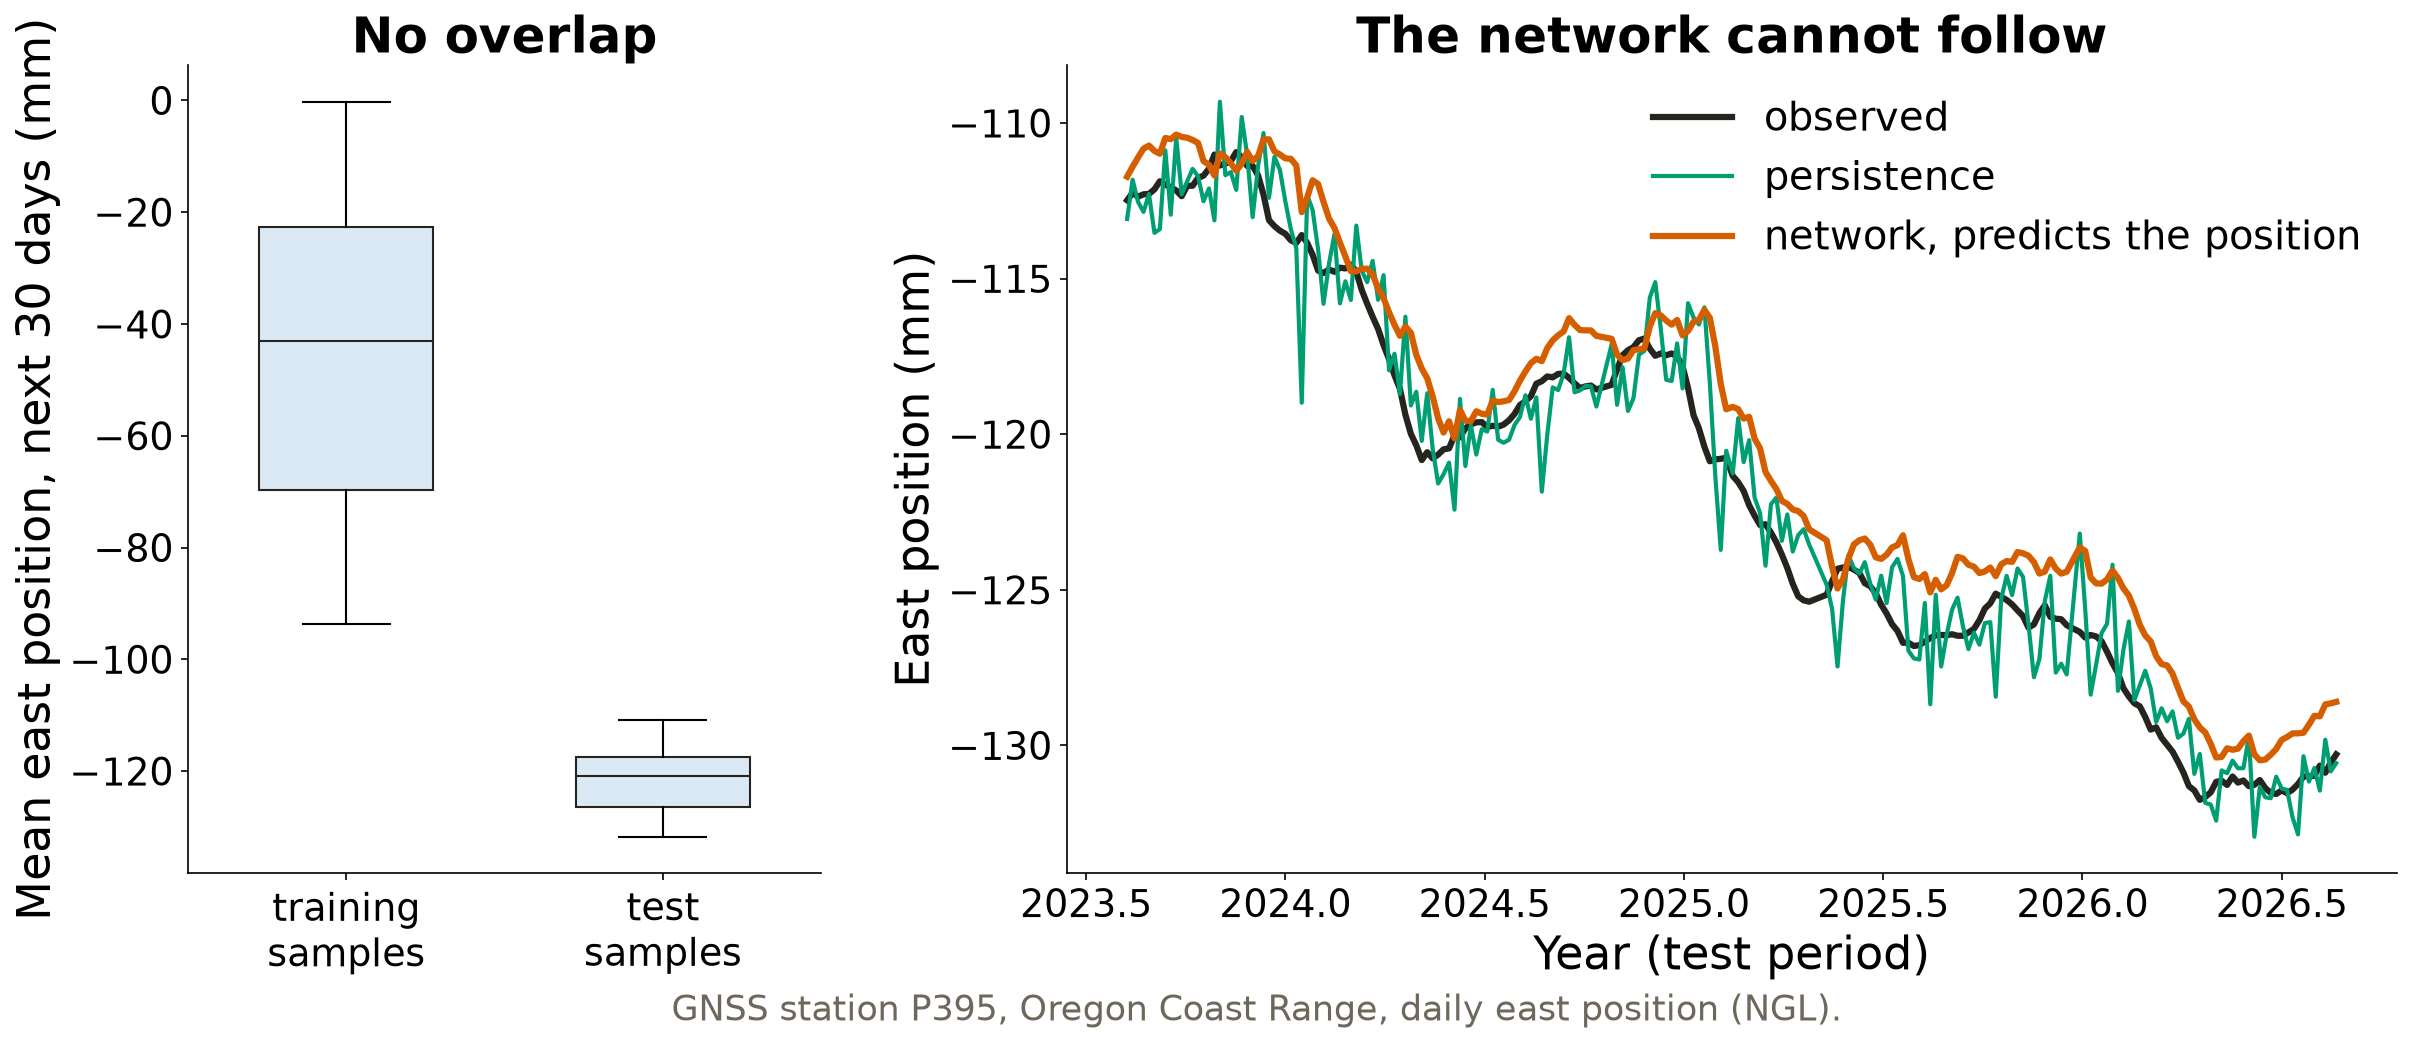 No overlap
Mean east position, next 30 days (mm)
0
−20
−40
−60
−80
−100
−120
training
samples
test
samples
The network cannot follow
East position (mm)
−110
−115
−120
−125
−130
observed
persistence
network, predicts the position
2023.5 2024.0 2024.5 2025.0 2025.5 2026.0 2026.5
Year (test period)
GNSS station P395, Oregon Coast Range, daily east position (NGL).